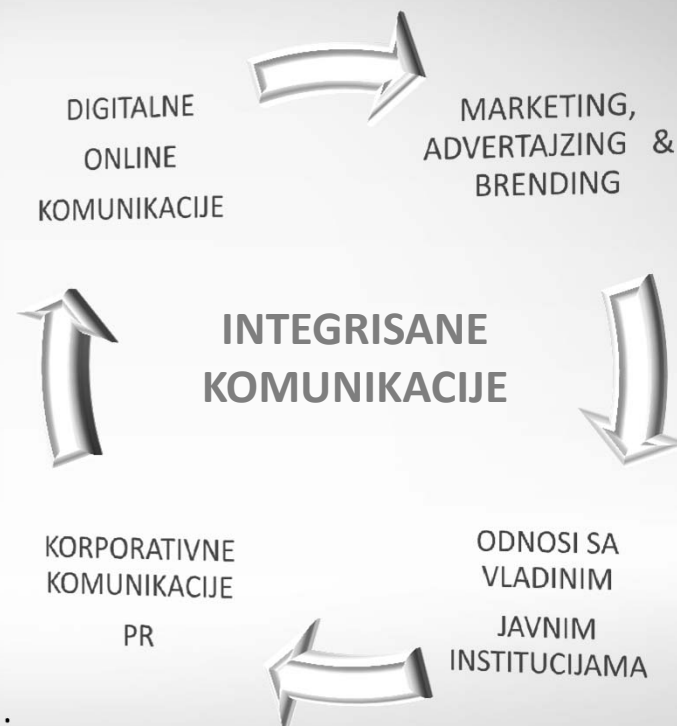 DIGITALNE
ONLINE
KOMUNIKACIJE
MARKETING,
ADVERTAJZING &
BRENDING
INTEGRISANE
KOMUNIKACIJE
KORPORATIVNE
KOMUNIKACIJE
PR
ODNOSI SA
VLADINIM
JAVNIM
INSTITUCIJAMA
.